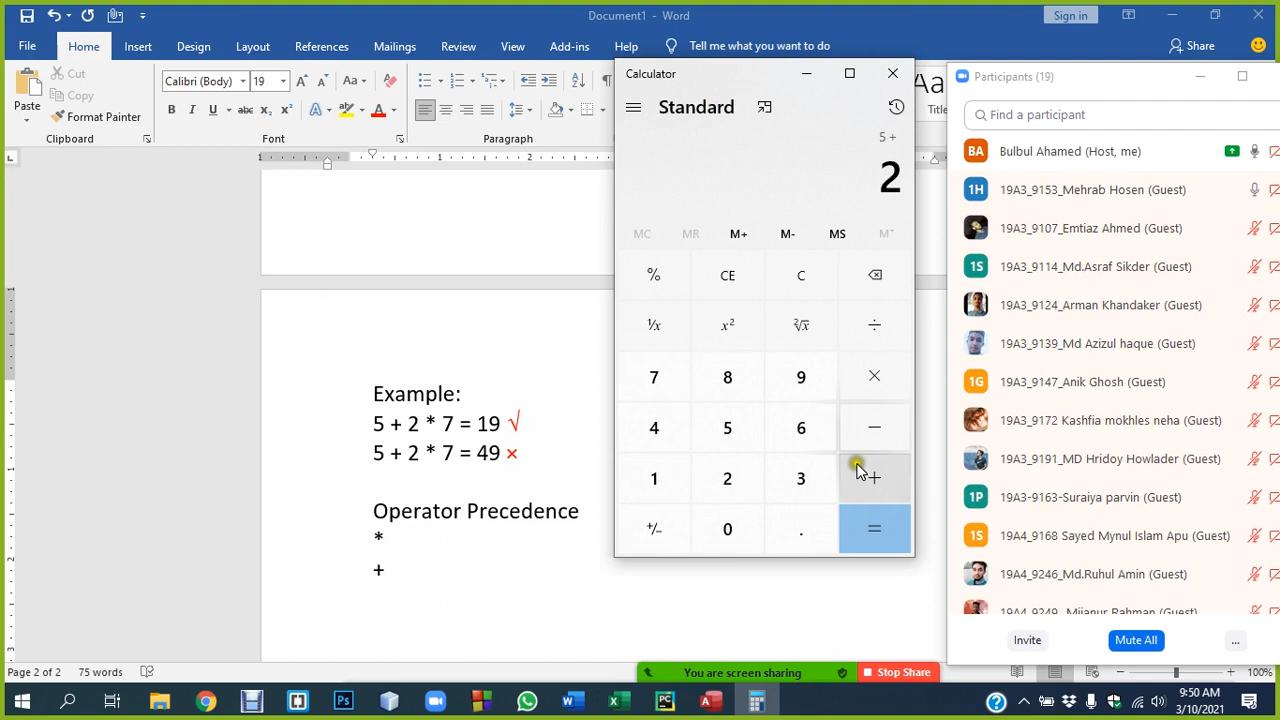 Document1 - Word
Sign in
File
Home
Insert
Design
Layout
References
Mailings
Review
View
Add-ins
Help
Tell me what you want to do
Share
Paste
Cut
Copy
Format Painter
Clipboard
Calibri (Body)
19
Font
Paragraph
Example:
5 + 2 * 7 = 19 √
5 + 2 * 7 = 49 ×
Operator Precedence
*
+
Calculator
Standard
5 +
2
MC MR M+ M- MS M˅
% CE C
⅟x x² ²√x ÷
7 8 9 ×
4 5 6 −
1 2 3 +
+/− 0 . =
Participants (19)
Find a participant
BA Bulbul Ahamed (Host, me)
1H 19A3_9153_Mehrab Hosen (Guest)
19A3_9107_Emtiaz Ahmed (Guest)
1S 19A3_9114_Md.Asraf Sikder (Guest)
19A3_9124_Arman Khandaker (Guest)
19A3_9139_Md Azizul haque (Guest)
1G 19A3_9147_Anik Ghosh (Guest)
19A3_9172 Kashfia mokhles neha (Guest)
19A3_9191_MD Hridoy Howlader (Guest)
1P 19A3-9163-Suraiya parvin (Guest)
1S 19A4_9168 Sayed Mynul Islam Apu (Guest)
19A4_9246_Md.Ruhul Amin (Guest)
19A4_9249_ Mijanur Rahman (Guest)
Invite
Mute All
...
Page 2 of 2
75 words
You are screen sharing
Stop Share
100%
9:50 AM
3/10/2021